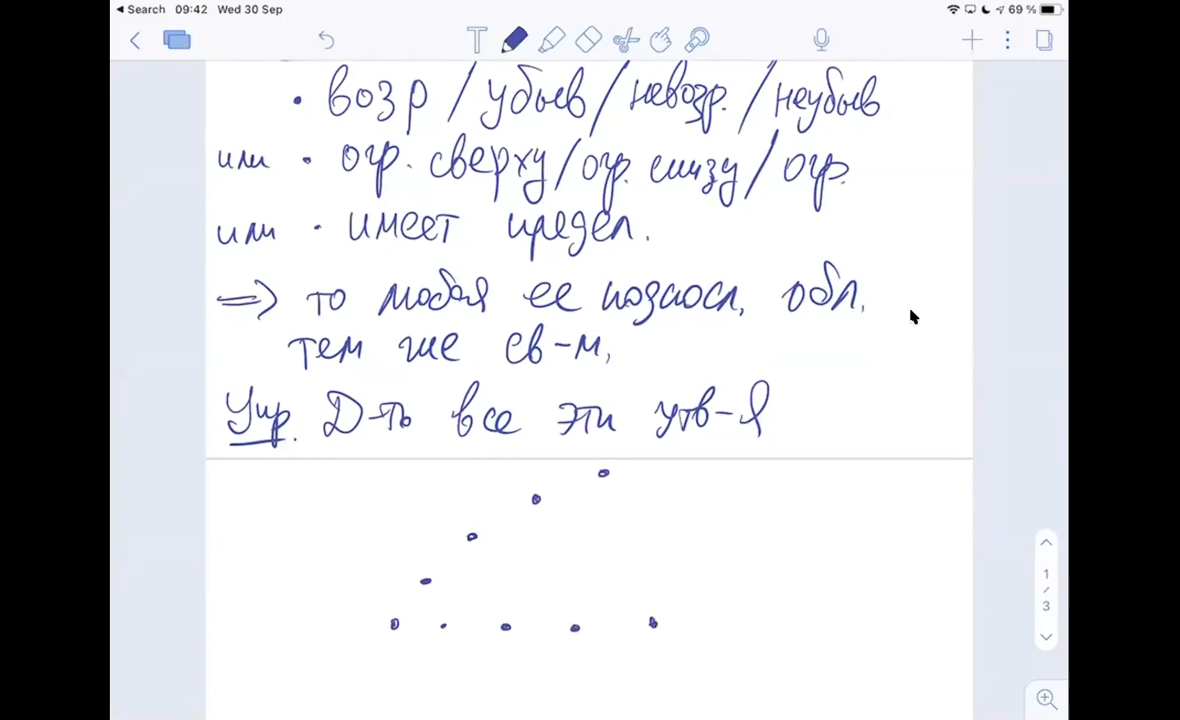 Search 09:42 Wed 30 Sep 69 %
T
• возр / убыв / невозр. / неубыв
или • огр. сверху / огр. снизу / огр.
или • имеет предел.
=> то любая ее подпосл. обл.
тем же св-м,
Упр. Д-ть все эти утв-я
1
/
3